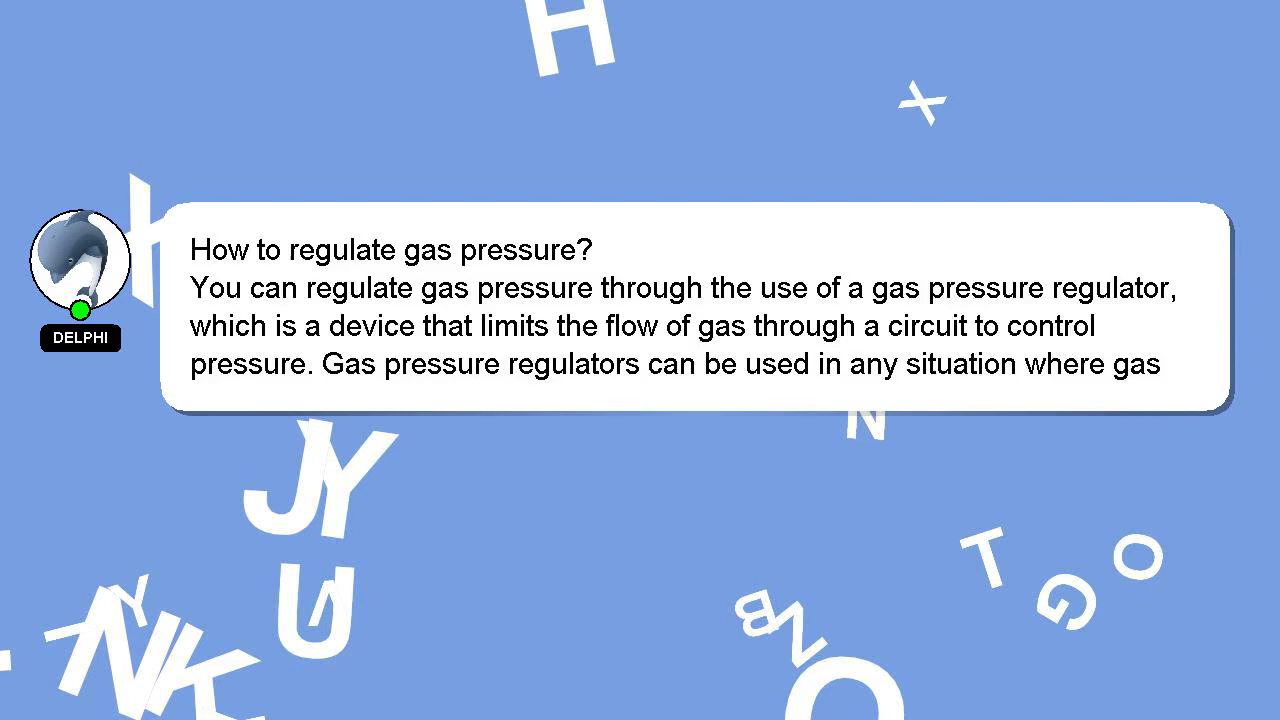 H
X
How to regulate gas pressure?
You can regulate gas pressure through the use of a gas pressure regulator,
which is a device that limits the flow of gas through a circuit to control
pressure. Gas pressure regulators can be used in any situation where gas
DELPHI
N
J Y
T
O
G
U
B
N
Y
N
K
O